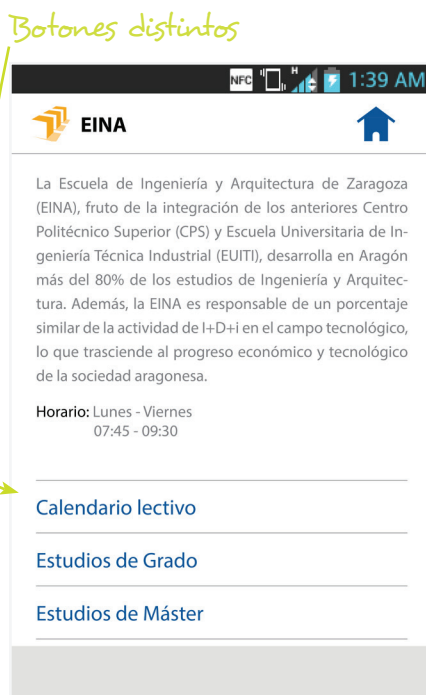 Botones distintos
NFC H 1:39 AM
EINA
La Escuela de Ingeniería y Arquitectura de Zaragoza
(EINA), fruto de la integración de los anteriores Centro
Politécnico Superior (CPS) y Escuela Universitaria de In-
geniería Técnica Industrial (EUITI), desarrolla en Aragón
más del 80% de los estudios de Ingeniería y Arquitec-
tura. Además, la EINA es responsable de un porcentaje
similar de la actividad de I+D+i en el campo tecnológico,
lo que trasciende al progreso económico y tecnológico
de la sociedad aragonesa.
Horario: Lunes - Viernes
07:45 - 09:30
Calendario lectivo
Estudios de Grado
Estudios de Máster